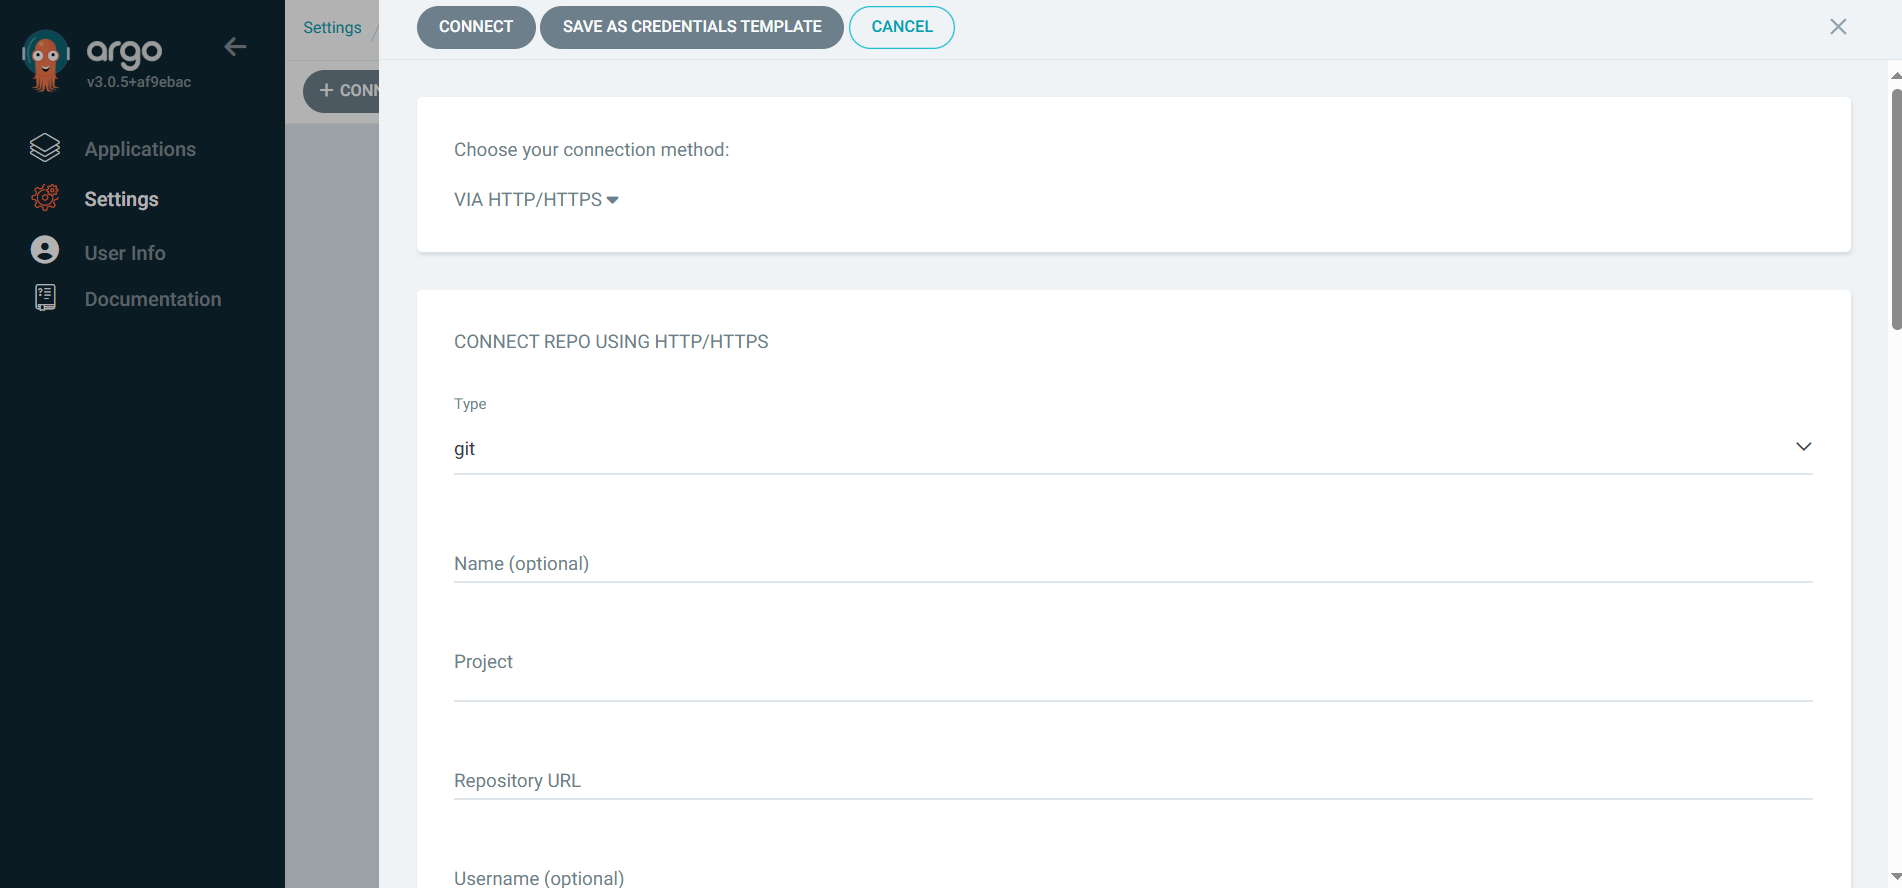 argo
v3.0.5+af9ebac
Applications
Settings
User Info
Documentation
Settings /
+ CONN
CONNECT
SAVE AS CREDENTIALS TEMPLATE
CANCEL
Choose your connection method:
VIA HTTP/HTTPS
CONNECT REPO USING HTTP/HTTPS
Type
git
Name (optional)
Project
Repository URL
Username (optional)